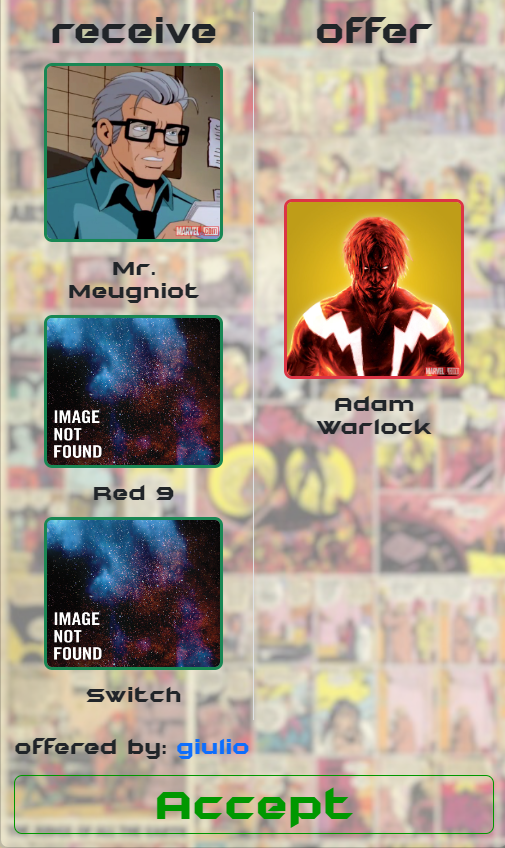 receive
offer
MARVEL
Mr.
Meugniot
IMAGE
NOT
FOUND
Red 9
IMAGE
NOT
FOUND
Switch
MARVEL
Adam
Warlock
offered by: giulio
Accept